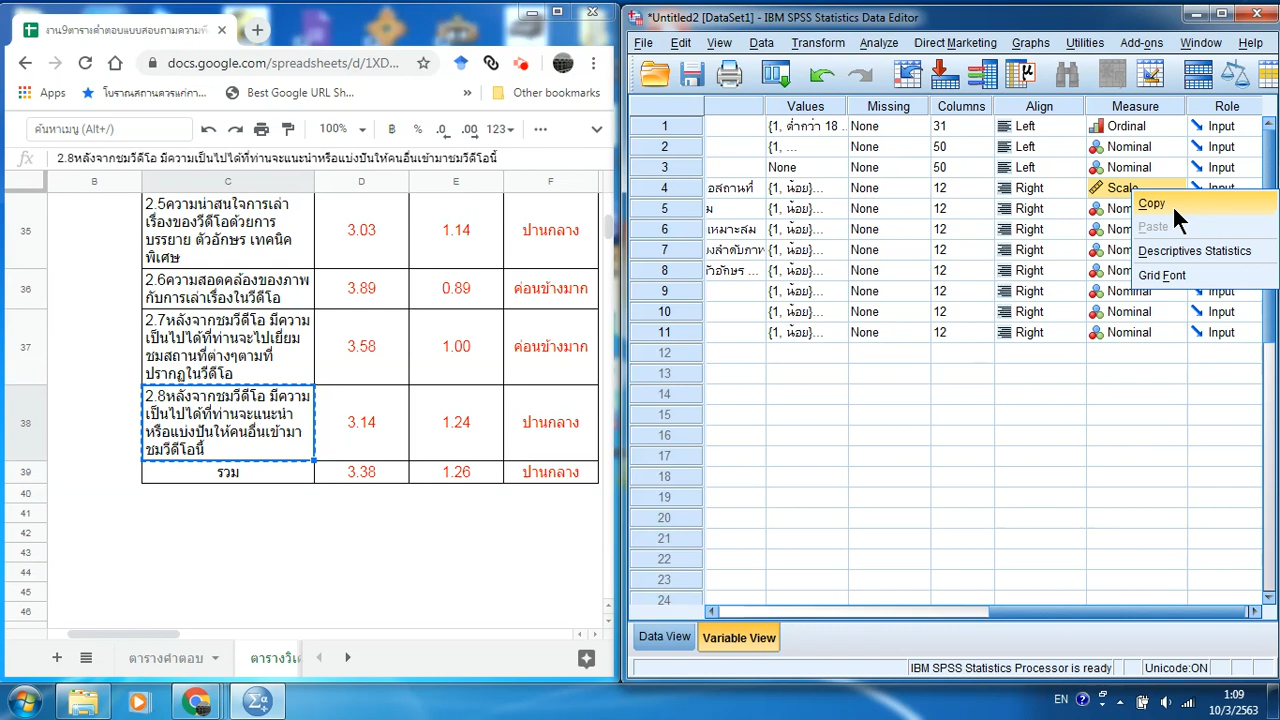 งาน9ตารางคำตอบแบบสอบถามความพึ
docs.google.com/spreadsheets/d/1XD...
Apps
โบราณสถานควรแก่กา...
Best Google URL Sh...
»
Other bookmarks
ค้นหาเมนู (Alt+/)
100%
B
%
.0
.00
123
2.8หลังจากชมวีดีโอ มีความเป็นไปได้ที่ท่านจะแนะนำหรือแบ่งปันให้คนอื่นเข้ามาชมวีดีโอนี้
B C D E F
35
2.5ความน่าสนใจการเล่า
เรื่องของวีดีโอด้วยการ
บรรยาย ตัวอักษร เทคนิค
พิเศษ
3.03 1.14 ปานกลาง
36
2.6ความสอดคล้องของภาพ
กับการเล่าเรื่องในวีดีโอ
3.89 0.89 ค่อนข้างมาก
37
2.7หลังจากชมวีดีโอ มีความ
เป็นไปได้ที่ท่านจะไปเยี่ยม
ชมสถานที่ต่างๆตามที่
ปรากฏในวีดีโอ
3.58 1.00 ค่อนข้างมาก
38
2.8หลังจากชมวีดีโอ มีความ
เป็นไปได้ที่ท่านจะแนะนำ
หรือแบ่งปันให้คนอื่นเข้ามา
ชมวีดีโอนี้
3.14 1.24 ปานกลาง
39 รวม 3.38 1.26 ปานกลาง
40
41
42
43
44
45
46
ตารางคำตอบ
ตารางวิเ
*Untitled2 [DataSet1] - IBM SPSS Statistics Data Editor
File Edit View Data Transform Analyze Direct Marketing Graphs Utilities Add-ons Window Help
Values Missing Columns Align Measure Role
1 {1, ต่ำกว่า 18 .. None 31 Left Ordinal Input
2 {1, ... None 50 Left Nominal Input
3 None None 50 Left Nominal Input
4 อสถานที่ {1, น้อย}... None 12 Right Scale Input
5 ม {1, น้อย}... None 12 Right Nom
6 เหมาะสม {1, น้อย}... None 12 Right Nom
7 งลำดับภาพ {1, น้อย}... None 12 Right Nom
8 ัวอักษร ... {1, น้อย}... None 12 Right Nom
9 {1, น้อย}... None 12 Right Nominal Input
10 {1, น้อย}... None 12 Right Nominal Input
11 {1, น้อย}... None 12 Right Nominal Input
12
13
14
15
16
17
18
19
20
21
22
23
24
Copy
Paste
Descriptives Statistics
Grid Font
Data View Variable View
IBM SPSS Statistics Processor is ready Unicode:ON
EN
1:09
10/3/2563